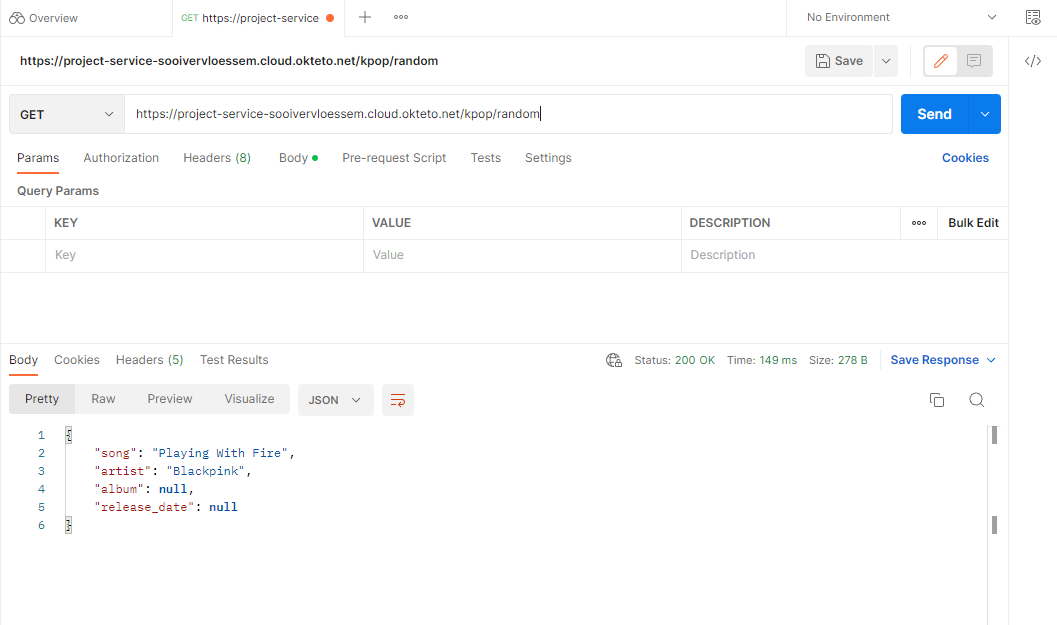 Overview
GET https://project-service
No Environment
https://project-service-sooivervloessem.cloud.okteto.net/kpop/random
Save
GET
https://project-service-sooivervloessem.cloud.okteto.net/kpop/random
Send
Params Authorization Headers (8) Body Pre-request Script Tests Settings Cookies
Query Params
KEY VALUE DESCRIPTION Bulk Edit
Key Value Description
Body Cookies Headers (5) Test Results Status: 200 OK Time: 149 ms Size: 278 B Save Response
Pretty Raw Preview Visualize JSON
1 {
2 "song": "Playing With Fire",
3 "artist": "Blackpink",
4 "album": null,
5 "release_date": null
6 }